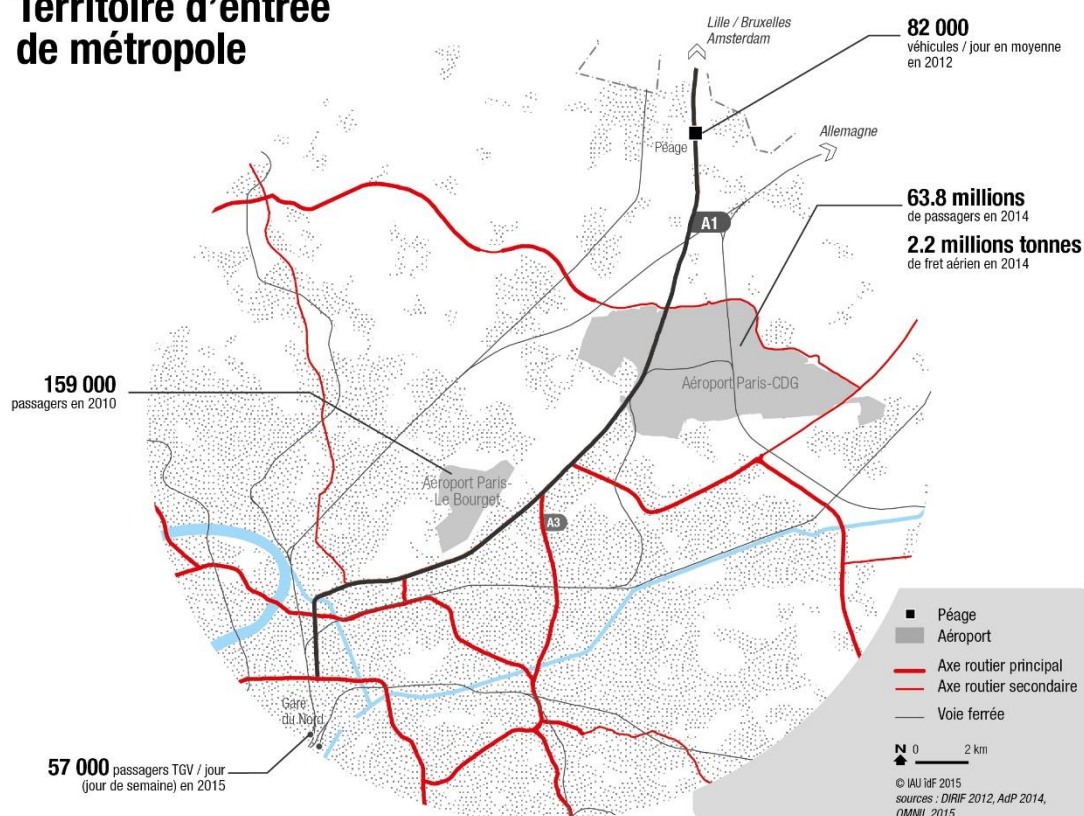 Territoire d'entrée
de métropole
Lille / Bruxelles
Amsterdam
82 000
véhicules / jour en moyenne
en 2012
Péage
Allemagne
A1
63.8 millions
de passagers en 2014
2.2 millions tonnes
de fret aérien en 2014
159 000
passagers en 2010
Aéroport Paris-CDG
Aéroport Paris-
Le Bourget
A3
Gare
du Nord
57 000 passagers TGV / jour
(jour de semaine) en 2015
Péage
Aéroport
Axe routier principal
Axe routier secondaire
Voie ferrée
N 0 2 km
© IAU îdF 2015
sources : DIRIF 2012, AdP 2014,
OMNIL 2015